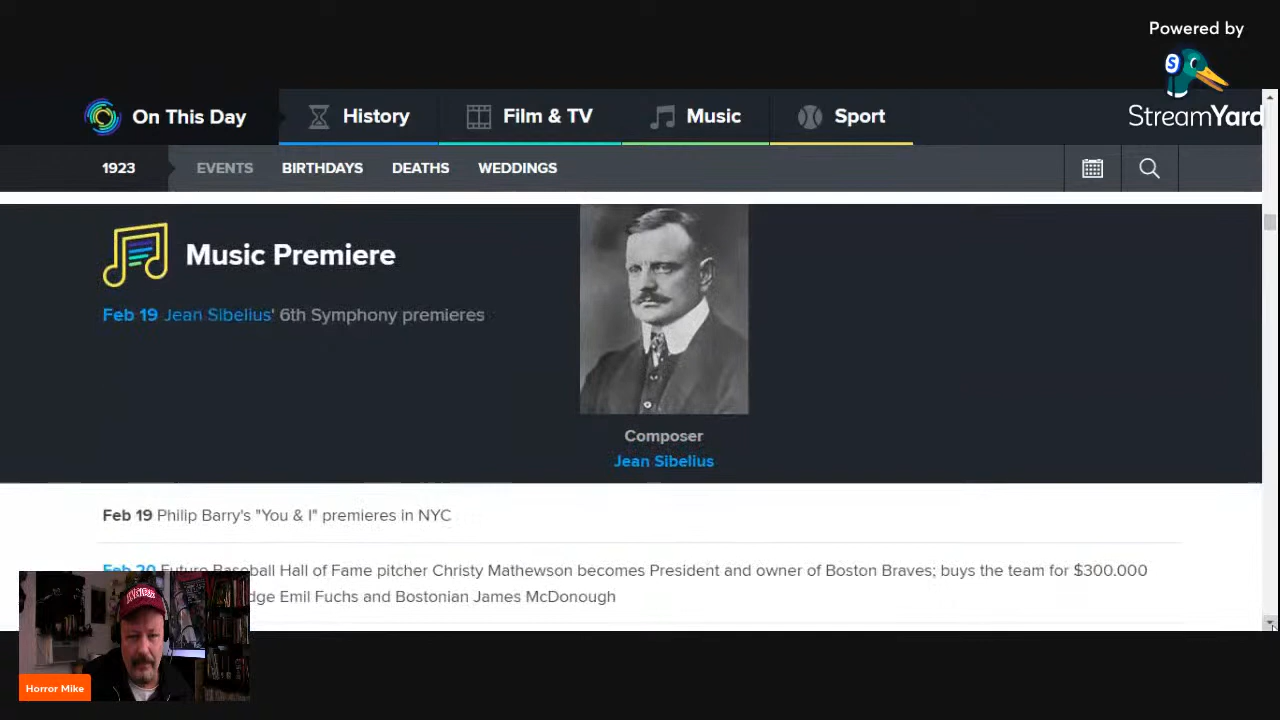 Powered by
StreamYard
On This Day
History
Film & TV
Music
Sport
1923
EVENTS
BIRTHDAYS
DEATHS
WEDDINGS
Music Premiere
Feb 19 Jean Sibelius' 6th Symphony premieres
Composer
Jean Sibelius
Feb 19 Philip Barry's "You & I" premieres in NYC
Feb 20 Future Baseball Hall of Fame pitcher Christy Mathewson becomes President and owner of Boston Braves; buys the team for $300.000
Emil Fuchs and Bostonian James McDonough
Horror Mike